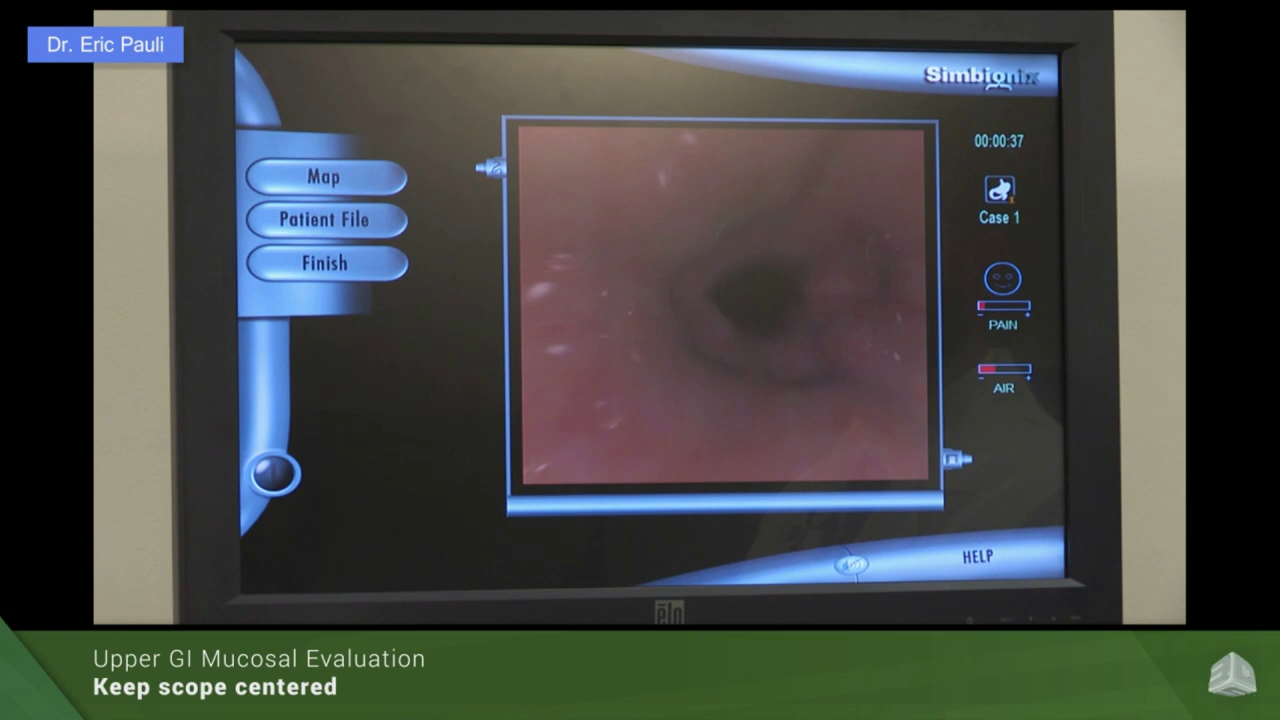 Dr. Eric Pauli
Simbionix
00:00:37
Map
Patient File
Finish
Case 1
PAIN
- +
AIR
- +
HELP
elo
Upper GI Mucosal Evaluation
Keep scope centered